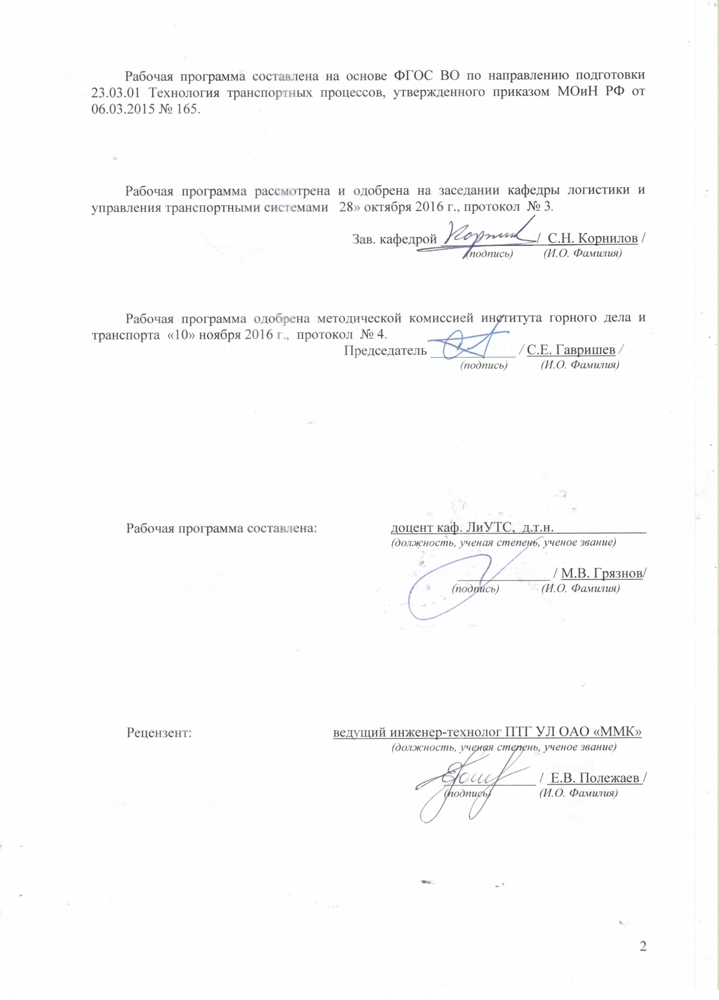 Рабочая программа составлена на основе ФГОС ВО по направлению подготовки
23.03.01 Технология транспортных процессов, утвержденного приказом МОиН РФ от
06.03.2015 № 165.
Рабочая программа рассмотрена и одобрена на заседании кафедры логистики и
управления транспортными системами 28» октября 2016 г., протокол № 3.
Зав. кафедрой ____________/ С.Н. Корнилов /
(подпись) (И.О. Фамилия)
Рабочая программа одобрена методической комиссией института горного дела и
транспорта «10» ноября 2016 г., протокол № 4.
Председатель ____________ / С.Е. Гавришев /
(подпись) (И.О. Фамилия)
Рабочая программа составлена: доцент каф. ЛиУТС, д.т.н.
(должность, ученая степень, ученое звание)
____________ / М.В. Грязнов/
(подпись) (И.О. Фамилия)
Рецензент: ведущий инженер-технолог ПТГ УЛ ОАО «ММК»
(должность, ученая степень, ученое звание)
____________ / Е.В. Полежаев /
(подпись) (И.О. Фамилия)
2